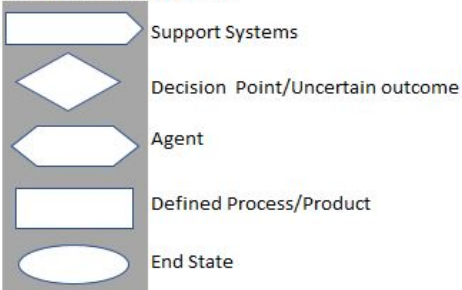 Support Systems
Decision Point/Uncertain outcome
Agent
Defined Process/Product
End State